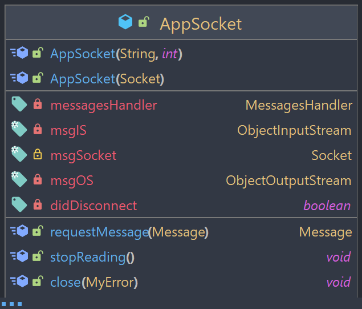 AppSocket
AppSocket(String, int)
AppSocket(Socket)
messagesHandler MessagesHandler
msgIS ObjectInputStream
msgSocket Socket
msgOS ObjectOutputStream
didDisconnect boolean
requestMessage(Message) Message
stopReading() void
close(MyError) void